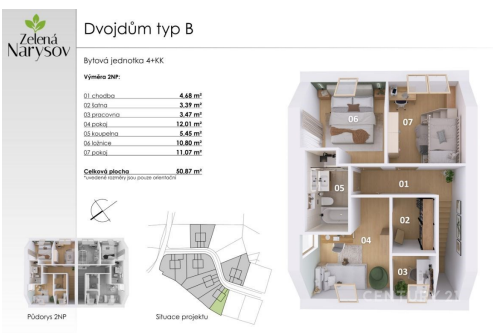 Zelená
Narysov
Dvojdům typ B
Bytová jednotka 4+KK
Výměra 2NP:
01 chodba 4,68 m²
02 šatna 3,39 m²
03 pracovna 3,47 m²
04 pokoj 12,01 m²
05 koupelna 5,45 m²
06 ložnice 10,80 m²
07 pokoj 11,07 m²
Celková plocha 50,87 m²
*uvedené rozměry jsou pouze orientační
06
07
01
05
02
04
03
CENTURY 21
Půdorys 2NP
Situace projektu